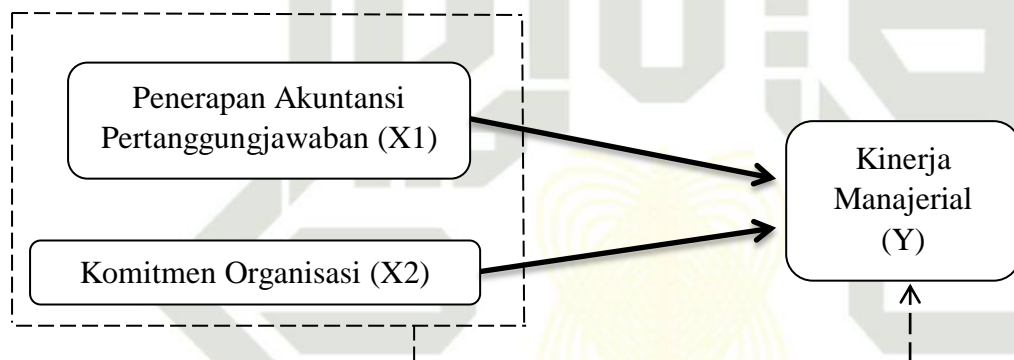 Penerapan Akuntansi
Pertanggungjawaban (X1)
Komitmen Organisasi (X2)
Kinerja
Manajerial
(Y)